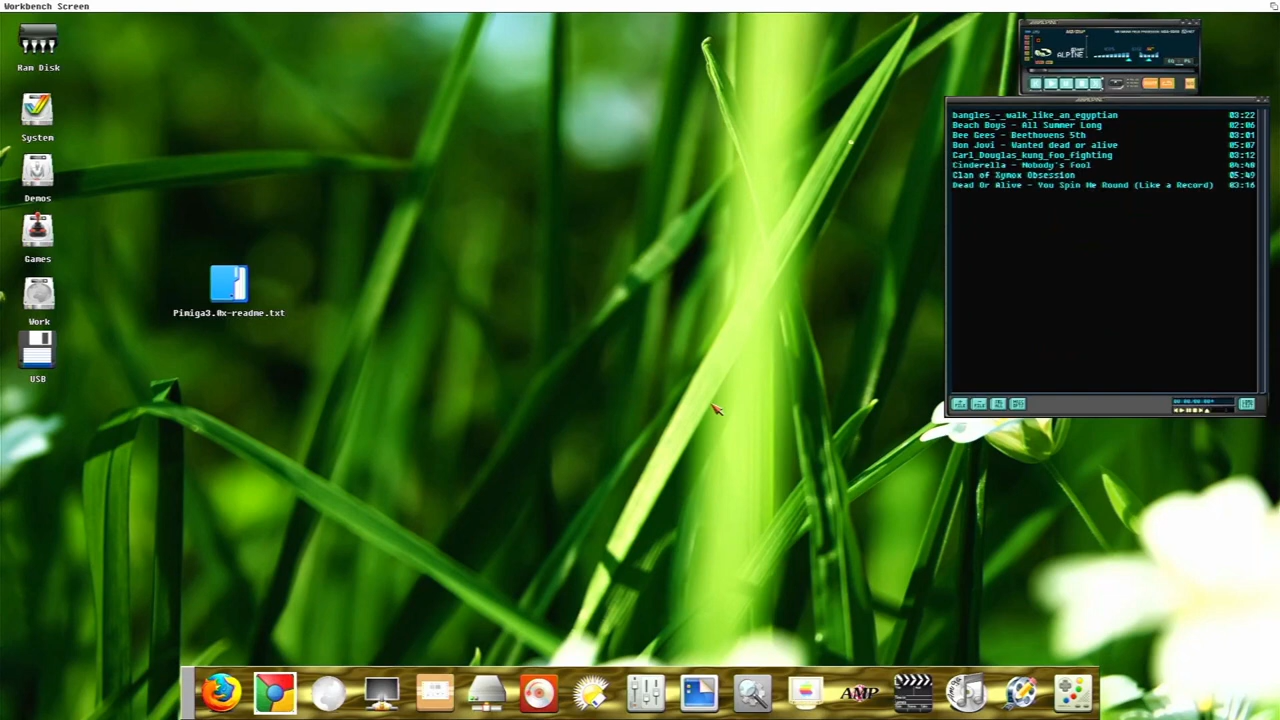 Workbench Screen
Ram Disk
System
Demos
Games
Work
USB
Pimiga3.0x-readme.txt
ALPINE
bangles_-_walk_like_an_egyptian 03:22
Beach Boys - All Summer Long 02:06
Bee Gees - Beethovens 5th 03:01
Bon Jovi - Wanted dead or alive 05:07
Carl_Douglas_kung_foo_fighting 03:12
Cinderella - Nobody's Fool 04:48
Clan of Xymox Obsession 05:49
Dead Or Alive - You Spin Me Round (Like a Record) 03:16
AMP